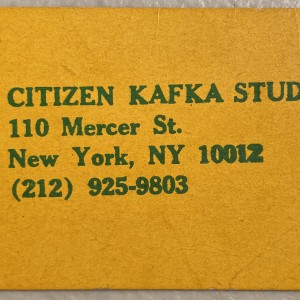 CITIZEN KAFKA STUD
110 Mercer St.
New York, NY 10012
(212) 925-9803